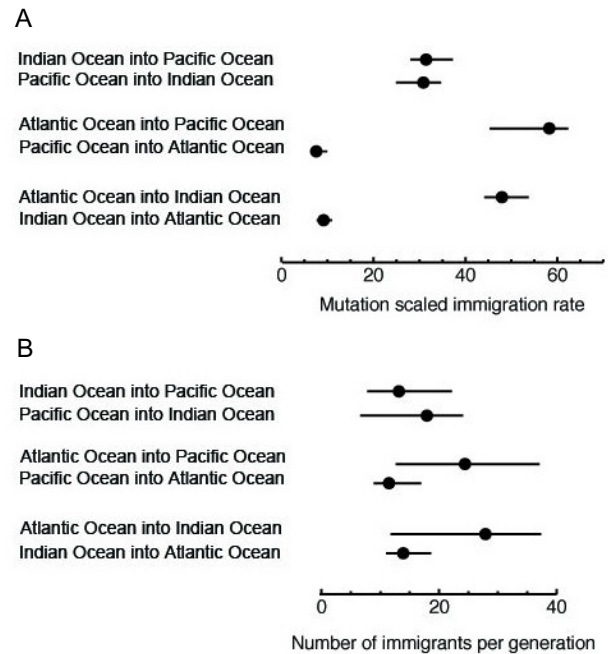 A
Indian Ocean into Pacific Ocean
Pacific Ocean into Indian Ocean
Atlantic Ocean into Pacific Ocean
Pacific Ocean into Atlantic Ocean
Atlantic Ocean into Indian Ocean
Indian Ocean into Atlantic Ocean
0 20 40 60
Mutation scaled immigration rate
B
Indian Ocean into Pacific Ocean
Pacific Ocean into Indian Ocean
Atlantic Ocean into Pacific Ocean
Pacific Ocean into Atlantic Ocean
Atlantic Ocean into Indian Ocean
Indian Ocean into Atlantic Ocean
0 20 40
Number of immigrants per generation